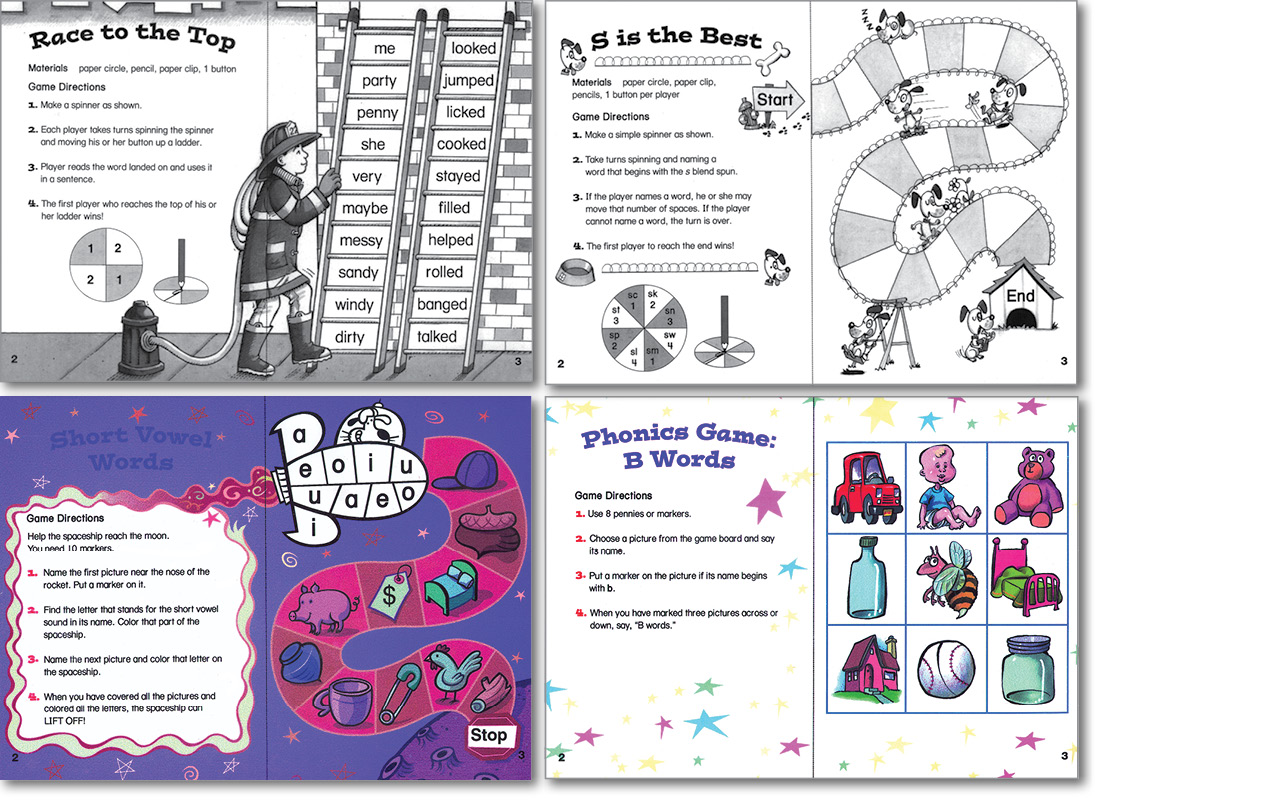 Race to the Top
Materials paper circle, pencil, paper clip, 1 button
Game Directions
1. Make a spinner as shown.
2. Each player takes turns spinning the spinner
and moving his or her button up a ladder.
3. Player reads the word landed on and uses it
in a sentence.
4. The first player who reaches the top of his or
her ladder wins!
1 2
2 1
2
me
party
penny
she
very
maybe
messy
sandy
windy
dirty
looked
jumped
licked
cooked
stayed
filled
helped
rolled
banged
talked
3
S is the Best
Materials paper circle, paper clip,
pencils, 1 button per player
Game Directions
1. Make a simple spinner as shown.
2. Take turns spinning and naming a
word that begins with the s blend spun.
3. If the player names a word, he or she may
move that number of spaces. If the player
cannot name a word, the turn is over.
4. The first player to reach the end wins!
sc
1
sk
2
sn
3
sw
4
sm
1
sl
4
sp
2
st
3
2
z z z
Start
End
3
Short Vowel
Words
Game Directions
Help the spaceship reach the moon.
You need 10 markers.
1. Name the first picture near the nose of the
rocket. Put a marker on it.
2. Find the letter that stands for the short vowel
sound in its name. Color that part of the
spaceship.
3. Name the next picture and color that letter on
the spaceship.
4. When you have covered all the pictures and
colored all the letters, the spaceship can
LIFT OFF!
2
a
e o i u
u a e o
i
$
Stop
3
Phonics Game:
B Words
Game Directions
1. Use 8 pennies or markers.
2. Choose a picture from the game board and say
its name.
3. Put a marker on the picture if its name begins
with b.
4. When you have marked three pictures across or
down, say, "B words."
2
3